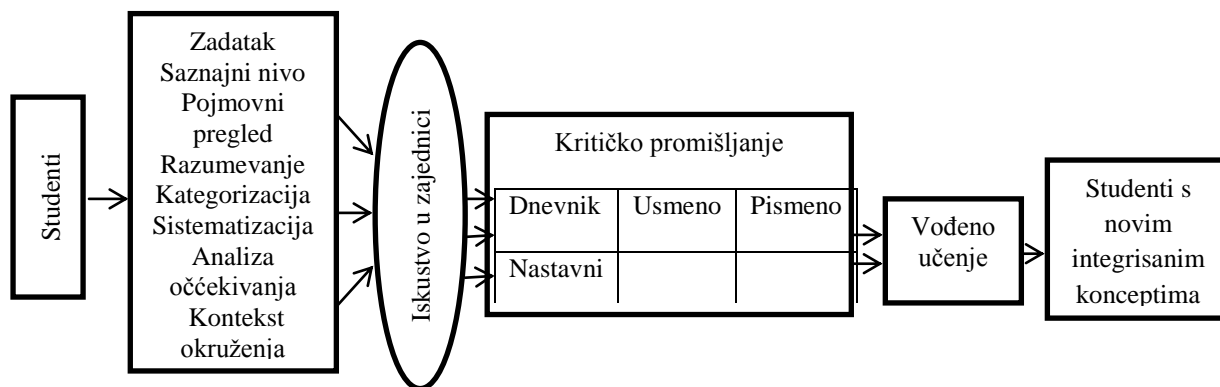 Studenti
Zadatak
Saznajni nivo
Pojmovni
pregled
Razumevanje
Kategorizacija
Sistematizacija
Analiza
oččekivanja
Kontekst
okruženja
Iskustvo u zajednici
Kritičko promišljanje
Dnevnik Usmeno Pismeno
Nastavni
Vođeno
učenje
Studenti s
novim
integrisanim
konceptima